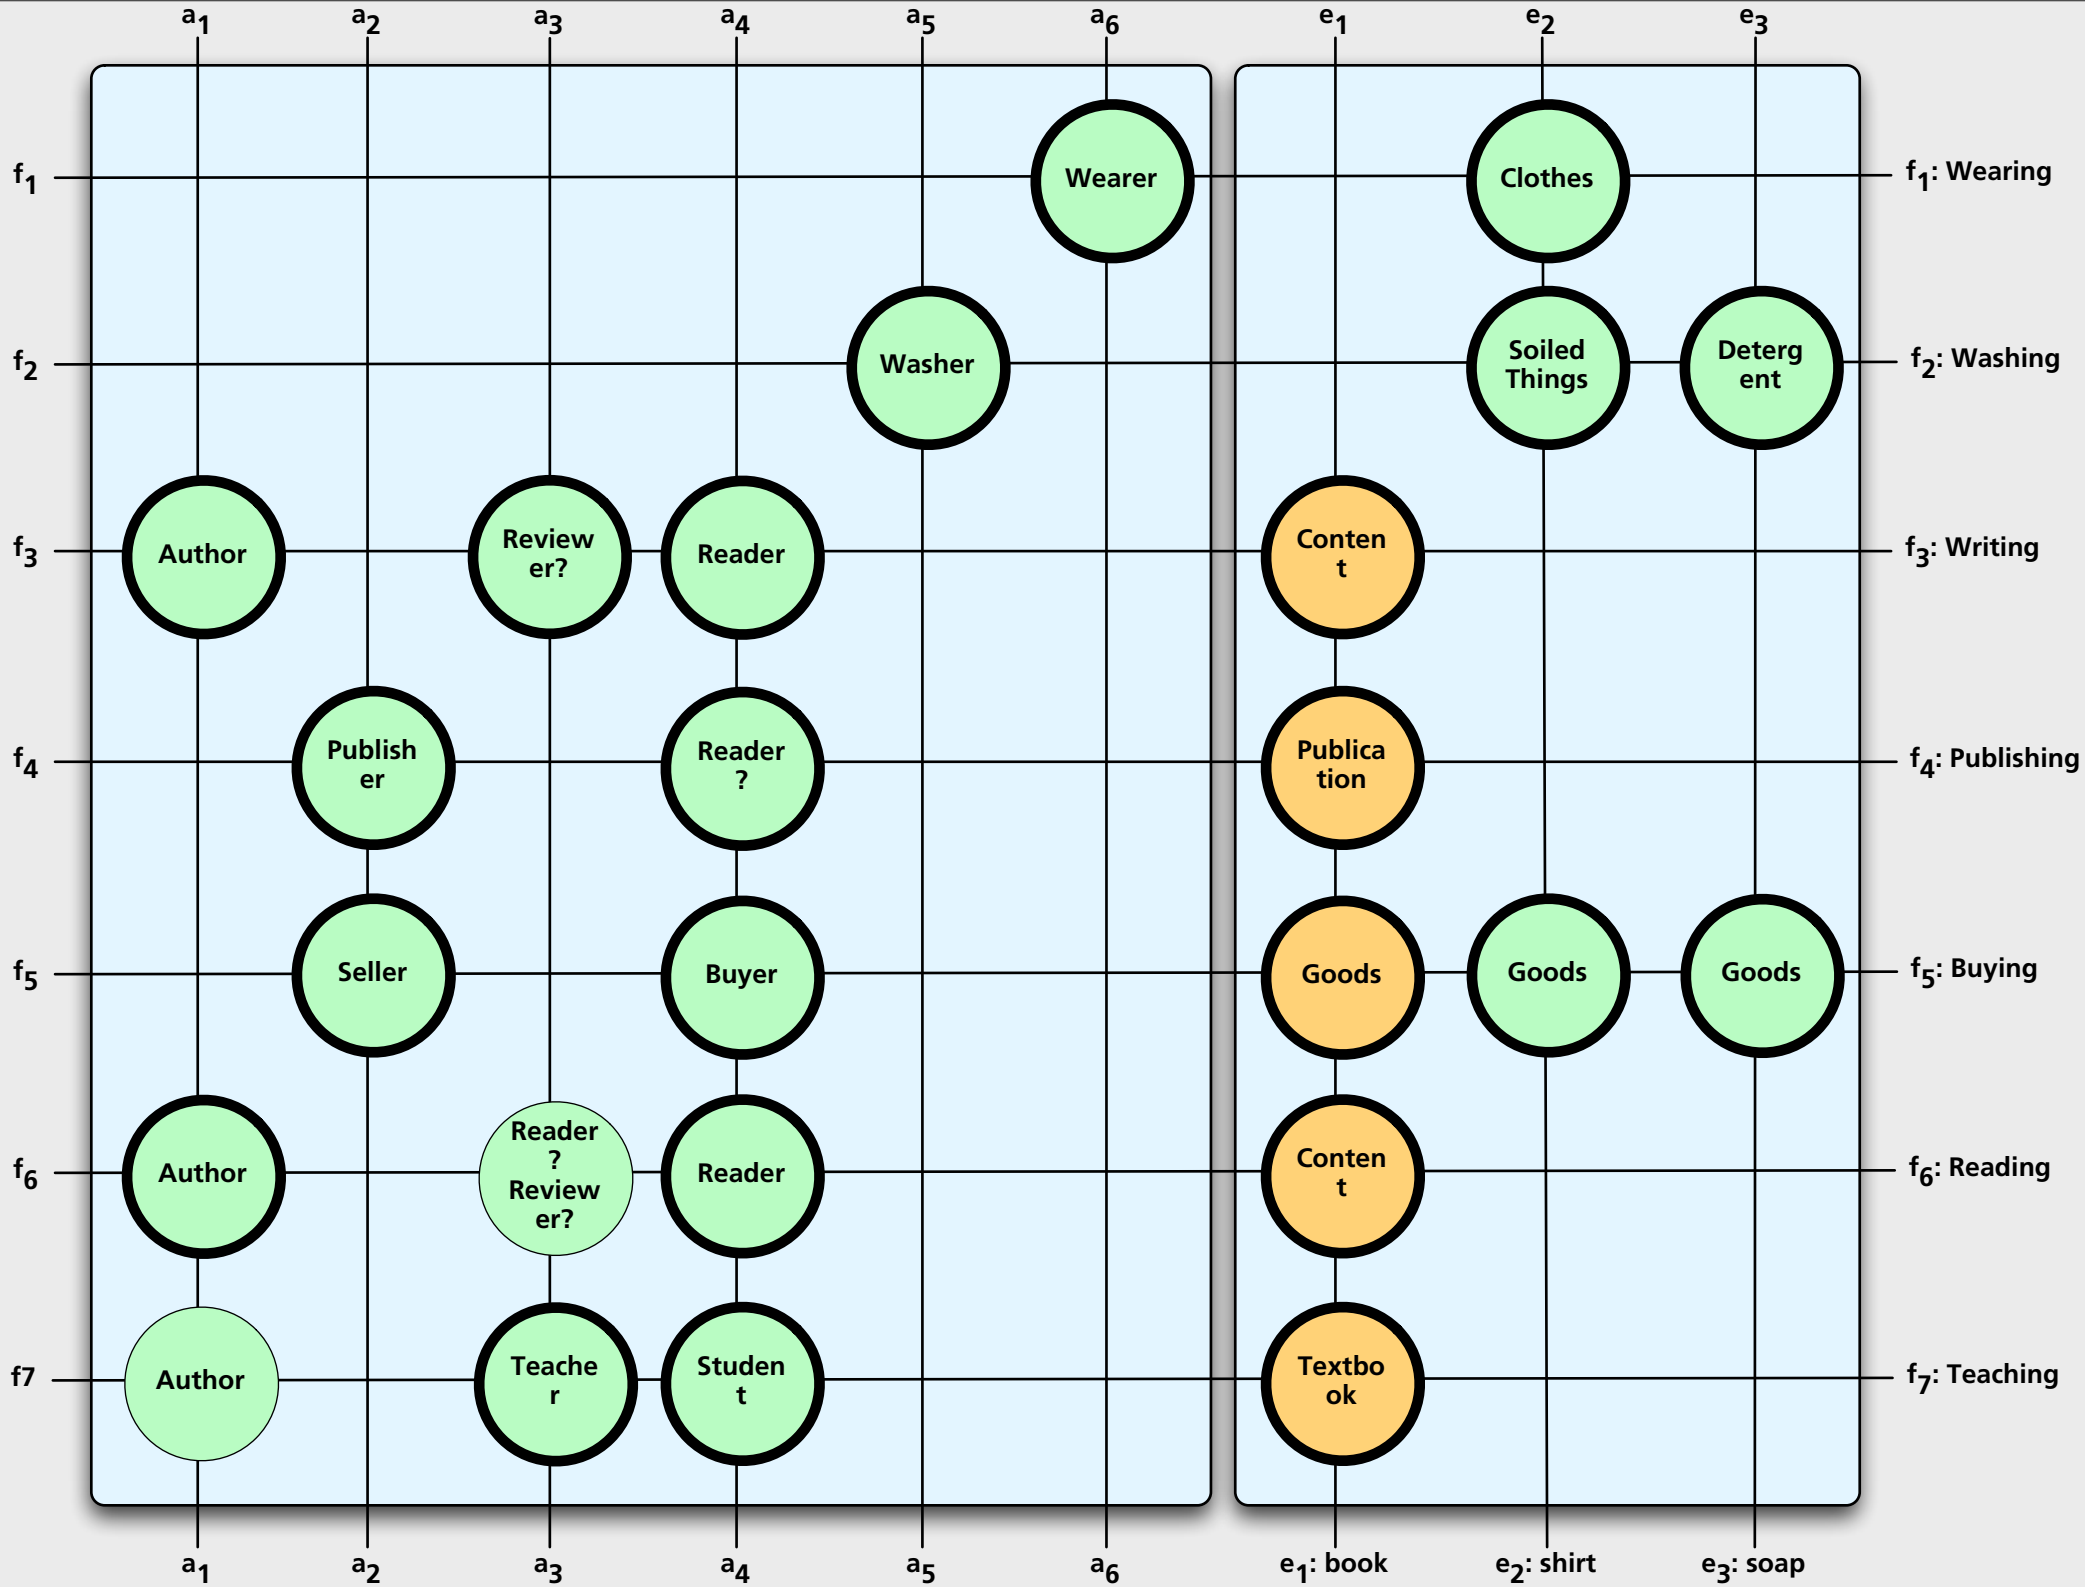 a1 a2 a3 a4 a5 a6 e1 e2 e3
f1 Wearer Clothes f1: Wearing
f2 Washer Soiled
Things Deterg
ent f2: Washing
f3 Author Review
er? Reader Conten
t f3: Writing
f4 Publish
er Reader
? Publica
tion f4: Publishing
f5 Seller Buyer Goods Goods Goods f5: Buying
f6 Author Reader
?
Review
er? Reader Conten
t f6: Reading
f7 Author Teache
r Studen
t Textbo
ok f7: Teaching
a1 a2 a3 a4 a5 a6 e1: book e2: shirt e3: soap